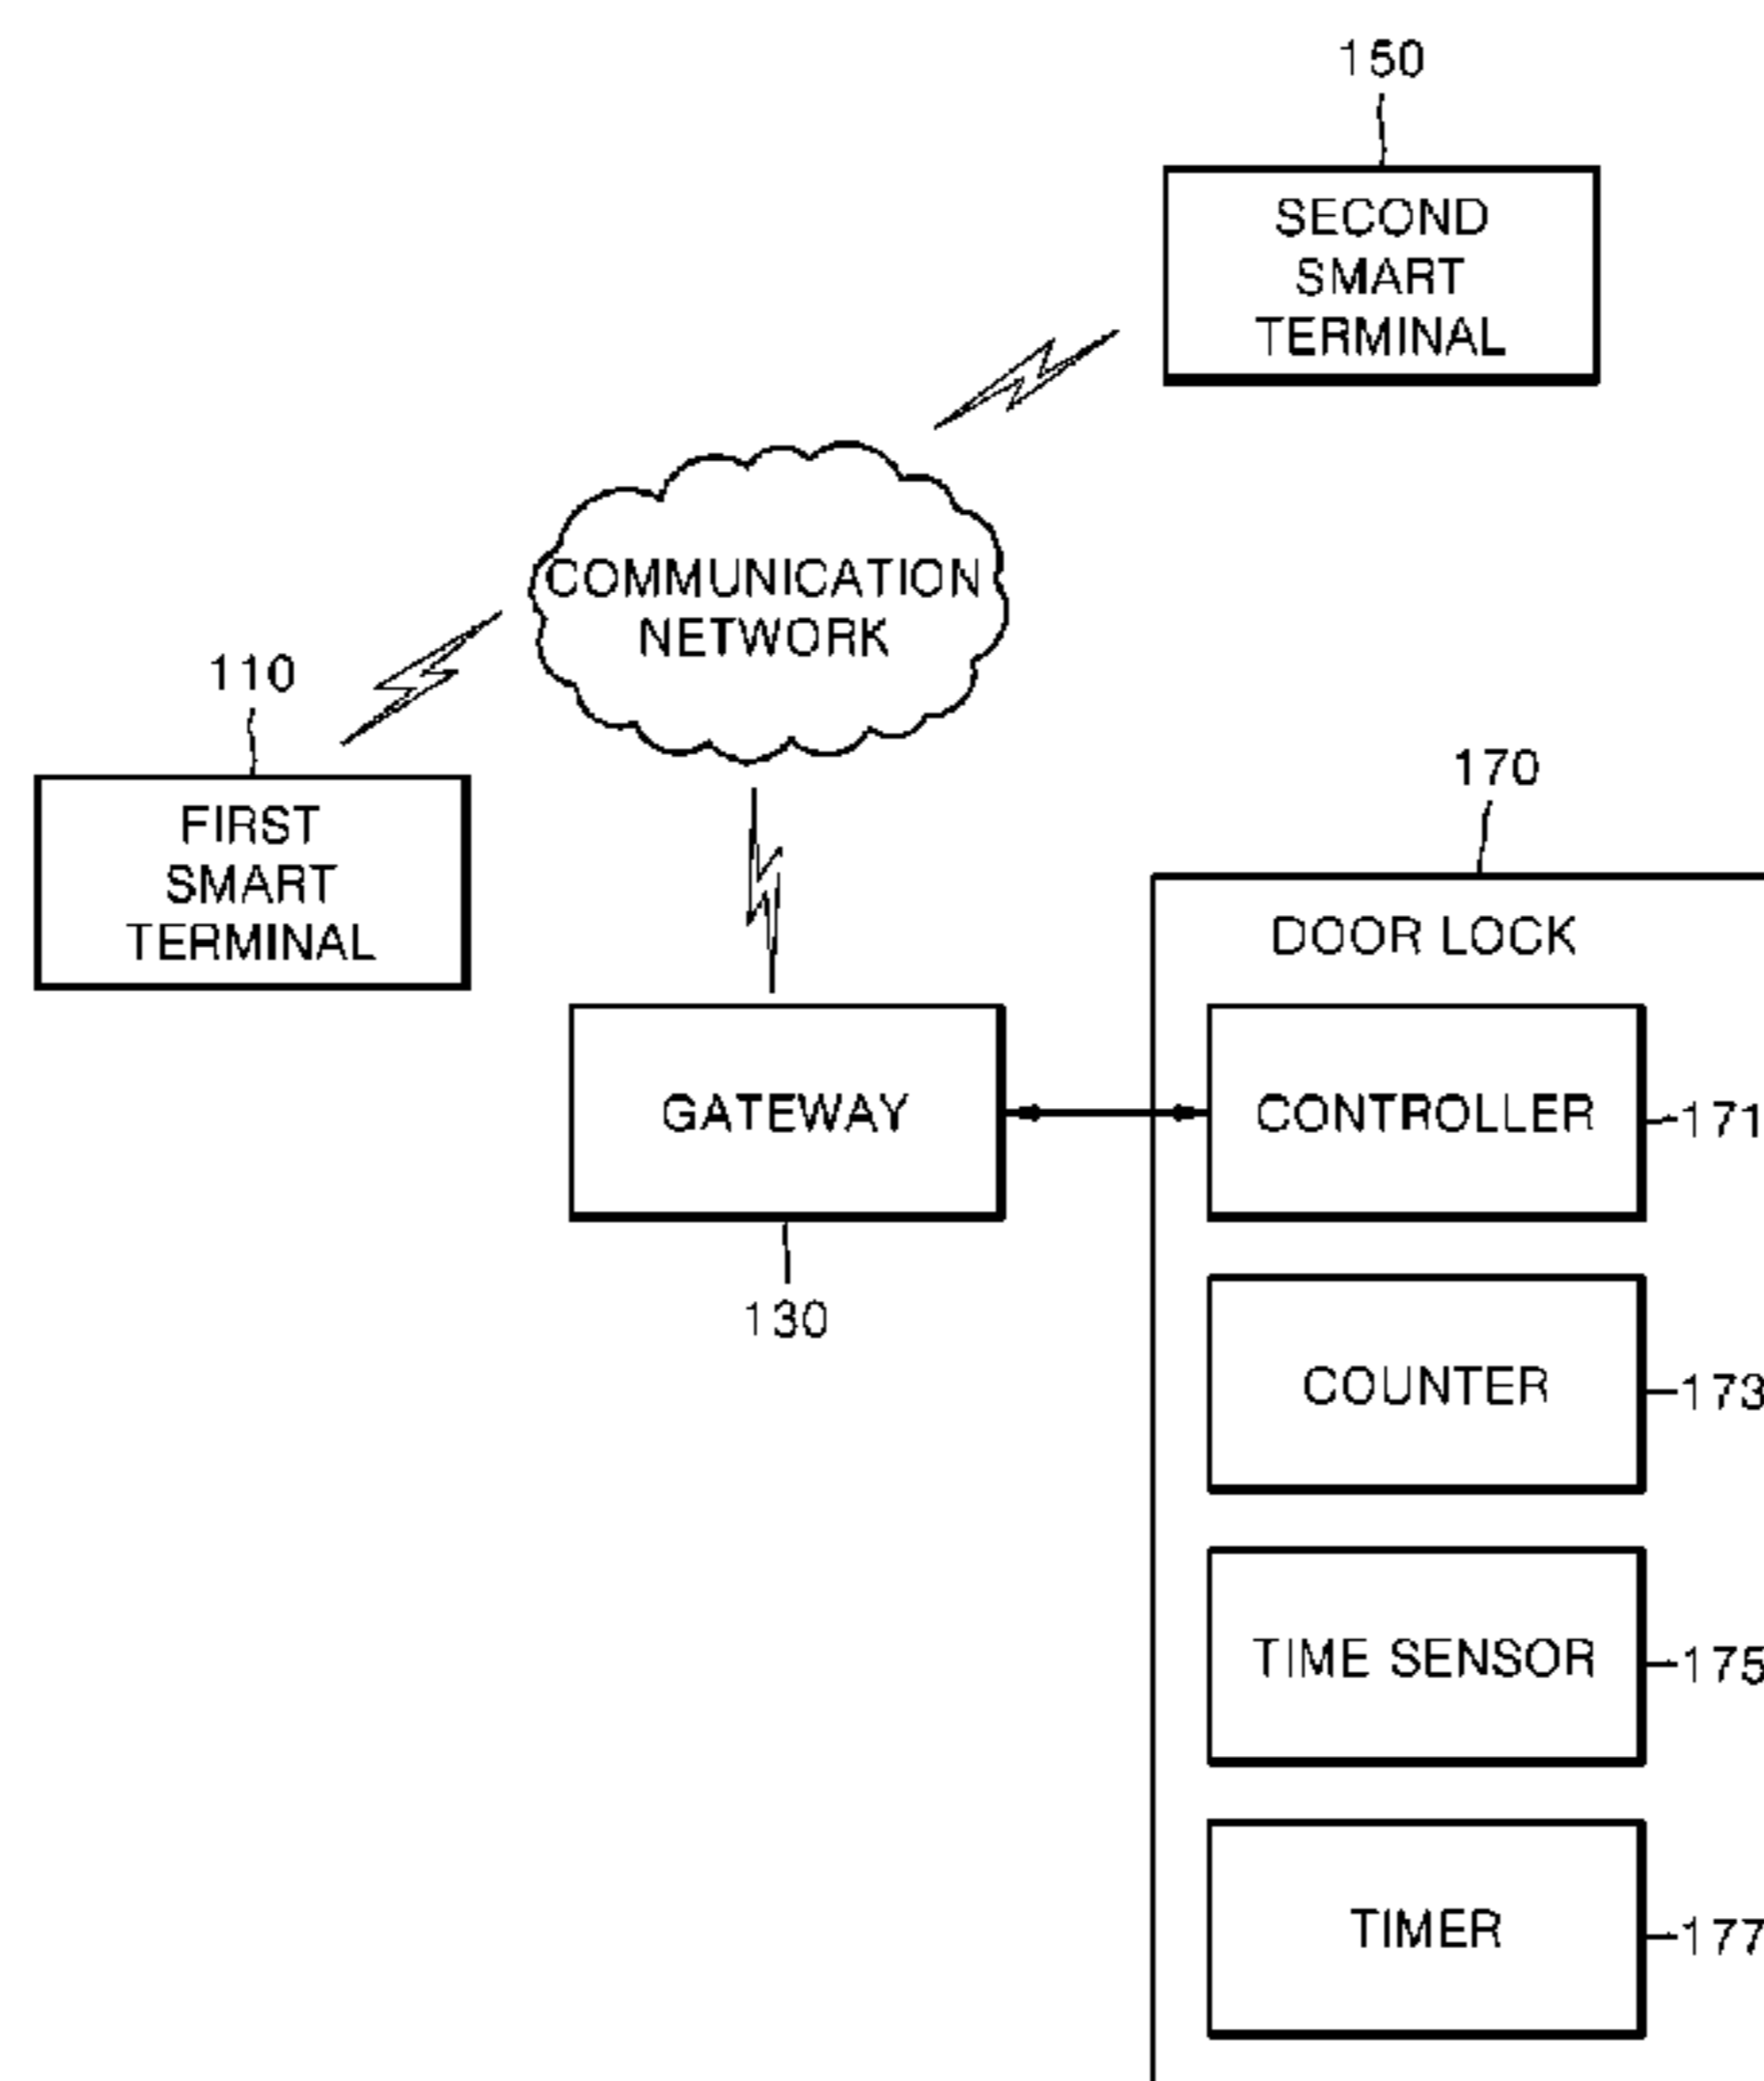 150
SECOND
SMART
TERMINAL
COMMUNICATION
NETWORK
110
FIRST
SMART
TERMINAL
170
DOOR LOCK
GATEWAY
CONTROLLER
171
130
COUNTER
173
TIME SENSOR
175
TIMER
177